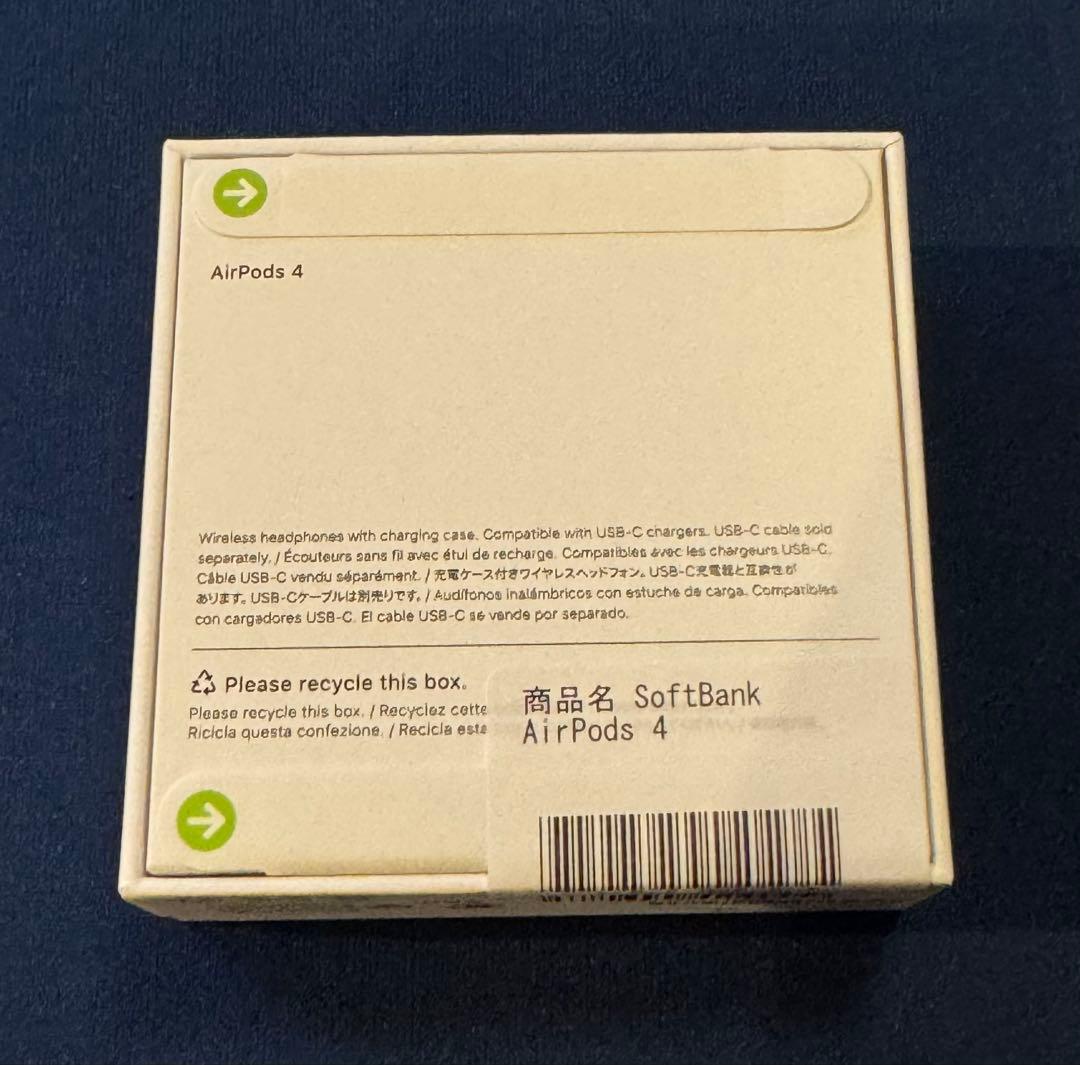 AirPods 4
Wireless headphones with charging case. Compatible with USB-C chargers. USB-C cable sold
separately. / Écouteurs sans fil avec étui de recharge. Compatibles avec les chargeurs USB-C.
Câble USB-C vendu séparément. / 充電ケース付きワイヤレスヘッドフォン。USB-C充電器と互換性が
あります。USB-Cケーブルは別売りです。/ Audífonos inalámbricos con estuche de carga. Compatibles
con cargadores USB-C. El cable USB-C se vende por separado.
Please recycle this box.
Please recycle this box. / Recyclez cette
Ricicla questa confezione. / Recicla esta
商品名 SoftBank
AirPods 4